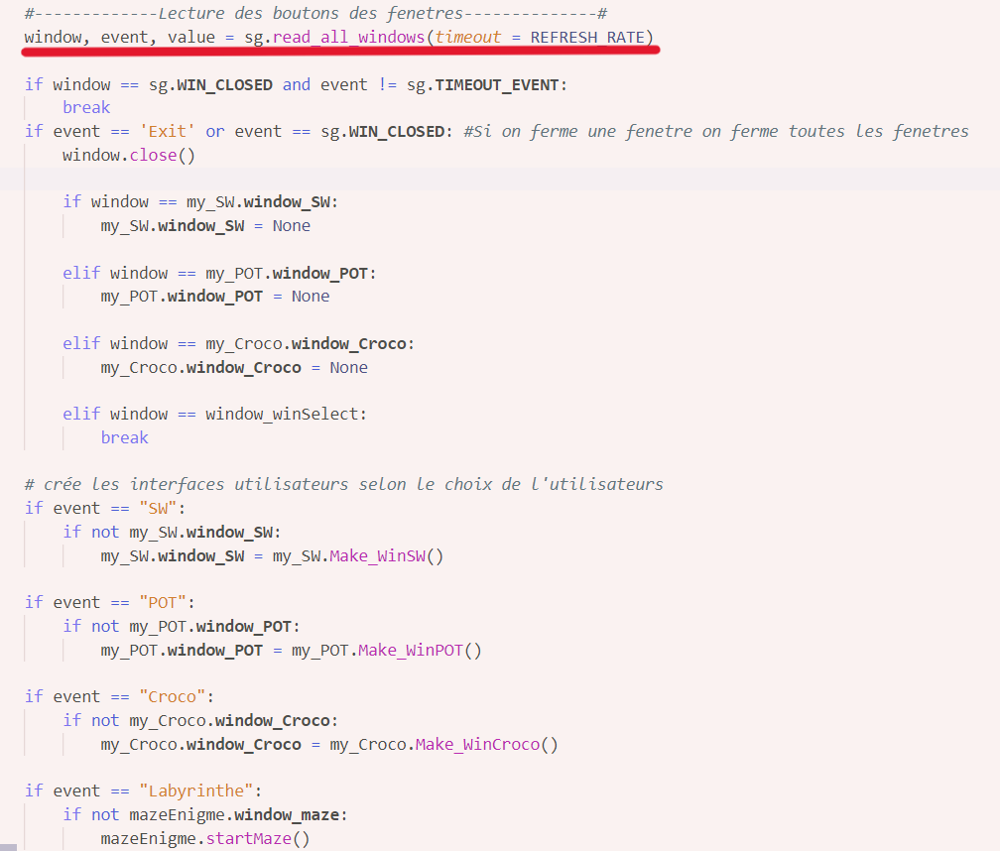 #-------------Lecture des boutons des fenetres--------------#
window, event, value = sg.read_all_windows(timeout = REFRESH_RATE)
if window == sg.WIN_CLOSED and event != sg.TIMEOUT_EVENT:
break
if event == 'Exit' or event == sg.WIN_CLOSED: #Si on ferme une fenetre on ferme toutes les fenetres
window.close()
if window == my_SW.window_SW:
my_SW.window_SW = None
elif window == my_POT.window_POT:
my_POT.window_POT = None
elif window == my_Croco.window_Croco:
my_Croco.window_Croco = None
elif window == window_winSelect:
break
# crée les interfaces utilisateurs selon le choix de l'utilisateurs
if event == "SW":
if not my_SW.window_SW:
my_SW.window_SW = my_SW.Make_WinSW()
if event == "POT":
if not my_POT.window_POT:
my_POT.window_POT = my_POT.Make_WinPOT()
if event == "Croco":
if not my_Croco.window_Croco:
my_Croco.window_Croco = my_Croco.Make_WinCroco()
if event == "Labyrinthe":
if not mazeEnigme.window_maze:
mazeEnigme.startMaze()